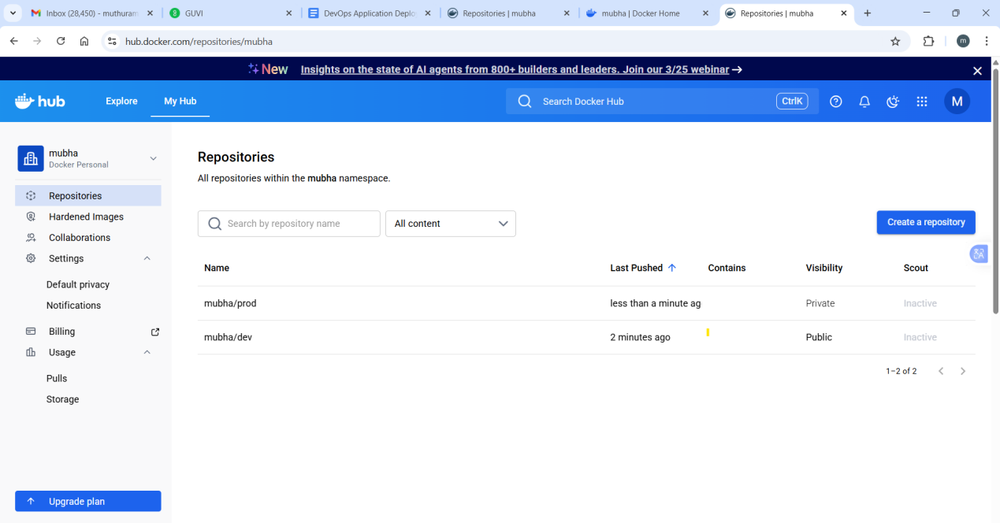 Inbox (28,450) - muthuram
GUVI
DevOps Application Deplo
Repositories | mubha
mubha | Docker Home
Repositories | mubha
hub.docker.com/repositories/mubha
m
New Insights on the state of AI agents from 800+ builders and leaders. Join our 3/25 webinar →
hub
Explore
My Hub
Search Docker Hub
CtrlK
M
mubha
Docker Personal
Repositories
Hardened Images
Collaborations
Settings
Default privacy
Notifications
Billing
Usage
Pulls
Storage
Upgrade plan
Repositories
All repositories within the mubha namespace.
Search by repository name
All content
Create a repository
Name Last Pushed Contains Visibility Scout
mubha/prod less than a minute ag Private Inactive
mubha/dev 2 minutes ago Public Inactive
1–2 of 2